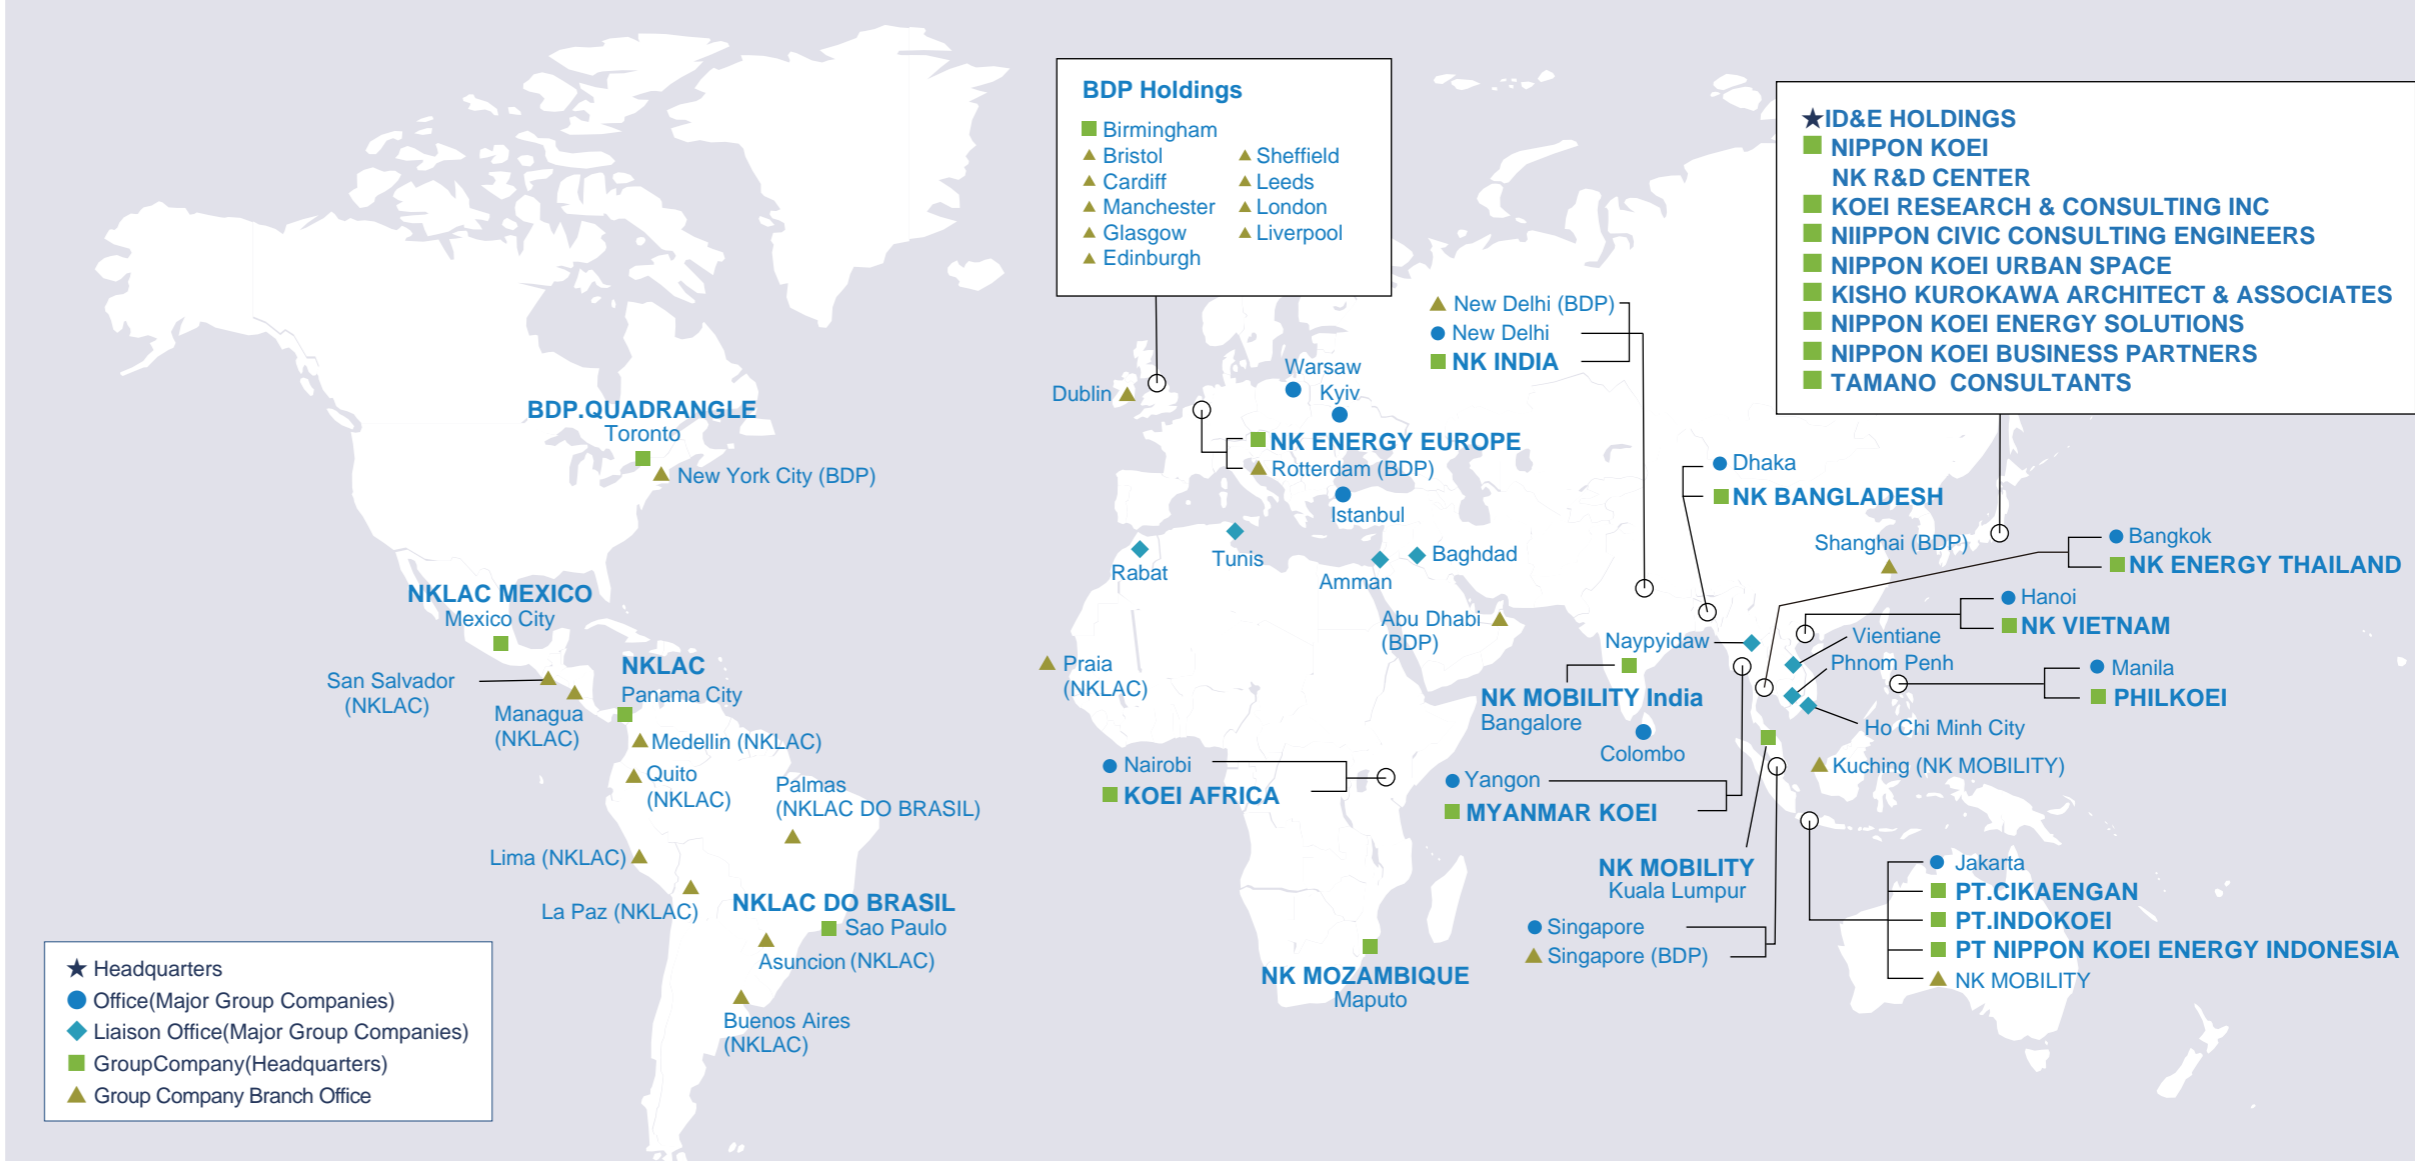 BDP Holdings
Birmingham
Bristol
Cardiff
Manchester
Glasgow
Edinburgh
Sheffield
Leeds
London
Liverpool
★ID&E HOLDINGS
NIPPON KOEI
NK R&D CENTER
KOEI RESEARCH & CONSULTING INC
NIIPPON CIVIC CONSULTING ENGINEERS
NIPPON KOEI URBAN SPACE
KISHO KUROKAWA ARCHITECT & ASSOCIATES
NIPPON KOEI ENERGY SOLUTIONS
NIPPON KOEI BUSINESS PARTNERS
TAMANO CONSULTANTS
New Delhi (BDP)
New Delhi
NK INDIA
Warsaw
Kyiv
Dublin
NK ENERGY EUROPE
Rotterdam (BDP)
Istanbul
BDP.QUADRANGLE
Toronto
New York City (BDP)
Dhaka
NK BANGLADESH
Shanghai (BDP)
Bangkok
NK ENERGY THAILAND
Rabat
Tunis
Amman
Baghdad
Abu Dhabi
(BDP)
Hanoi
NK VIETNAM
Naypyidaw
Vientiane
Phnom Penh
Manila
PHILKOEI
Ho Chi Minh City
NKLAC MEXICO
Mexico City
San Salvador
(NKLAC)
Managua
(NKLAC)
NKLAC
Panama City
Medellin (NKLAC)
Quito
(NKLAC)
Palmas
(NKLAC DO BRASIL)
Lima (NKLAC)
La Paz (NKLAC)
NKLAC DO BRASIL
Sao Paulo
Asuncion (NKLAC)
Buenos Aires
(NKLAC)
Praia
(NKLAC)
Nairobi
KOEI AFRICA
NK MOBILITY India
Bangalore
Colombo
Yangon
MYANMAR KOEI
Kuching (NK MOBILITY)
NK MOBILITY
Kuala Lumpur
Singapore
Singapore (BDP)
NK MOZAMBIQUE
Maputo
Jakarta
PT.CIKAENGAN
PT.INDOKOEI
PT NIPPON KOEI ENERGY INDONESIA
NK MOBILITY
★ Headquarters
Office(Major Group Companies)
Liaison Office(Major Group Companies)
GroupCompany(Headquarters)
Group Company Branch Office